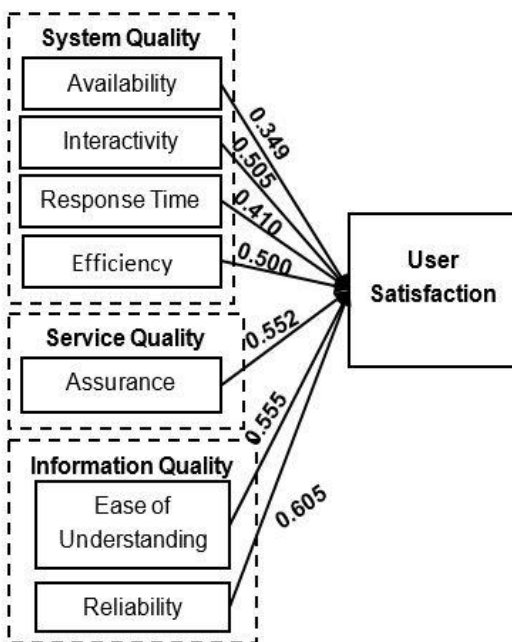 System Quality
Availability
0.349
Interactivity
0.505
Response Time
0.410
Efficiency
0.500
User
Satisfaction
Service Quality
0.552
Assurance
Information Quality
0.555
Ease of
Understanding
0.605
Reliability